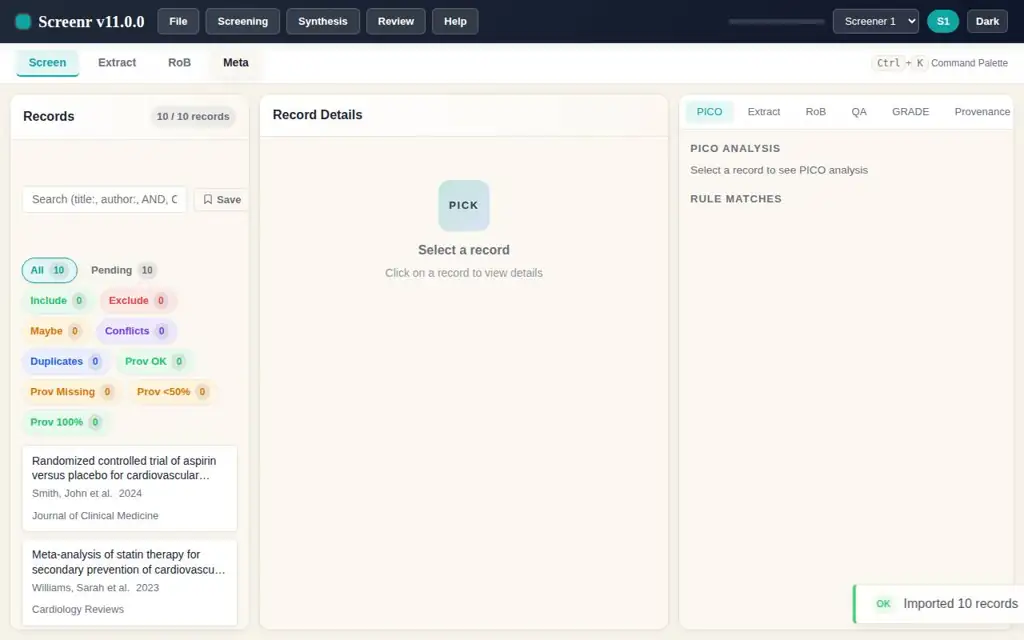 Screenr v11.0.0 File Screening Synthesis Review Help Screener 1 S1 Dark
Screen Extract RoB Meta Ctrl + K Command Palette
Records 10 / 10 records
Search (title:, author:, AND, C Save
All 10 Pending 10
Include 0 Exclude 0
Maybe 0 Conflicts 0
Duplicates 0 Prov OK 0
Prov Missing 0 Prov <50% 0
Prov 100% 0
Randomized controlled trial of aspirin
versus placebo for cardiovascular…
Smith, John et al. 2024
Journal of Clinical Medicine
Meta-analysis of statin therapy for
secondary prevention of cardiovascu…
Williams, Sarah et al. 2023
Cardiology Reviews
Record Details
PICK
Select a record
Click on a record to view details
PICO Extract RoB QA GRADE Provenance
PICO ANALYSIS
Select a record to see PICO analysis
RULE MATCHES
OK Imported 10 records